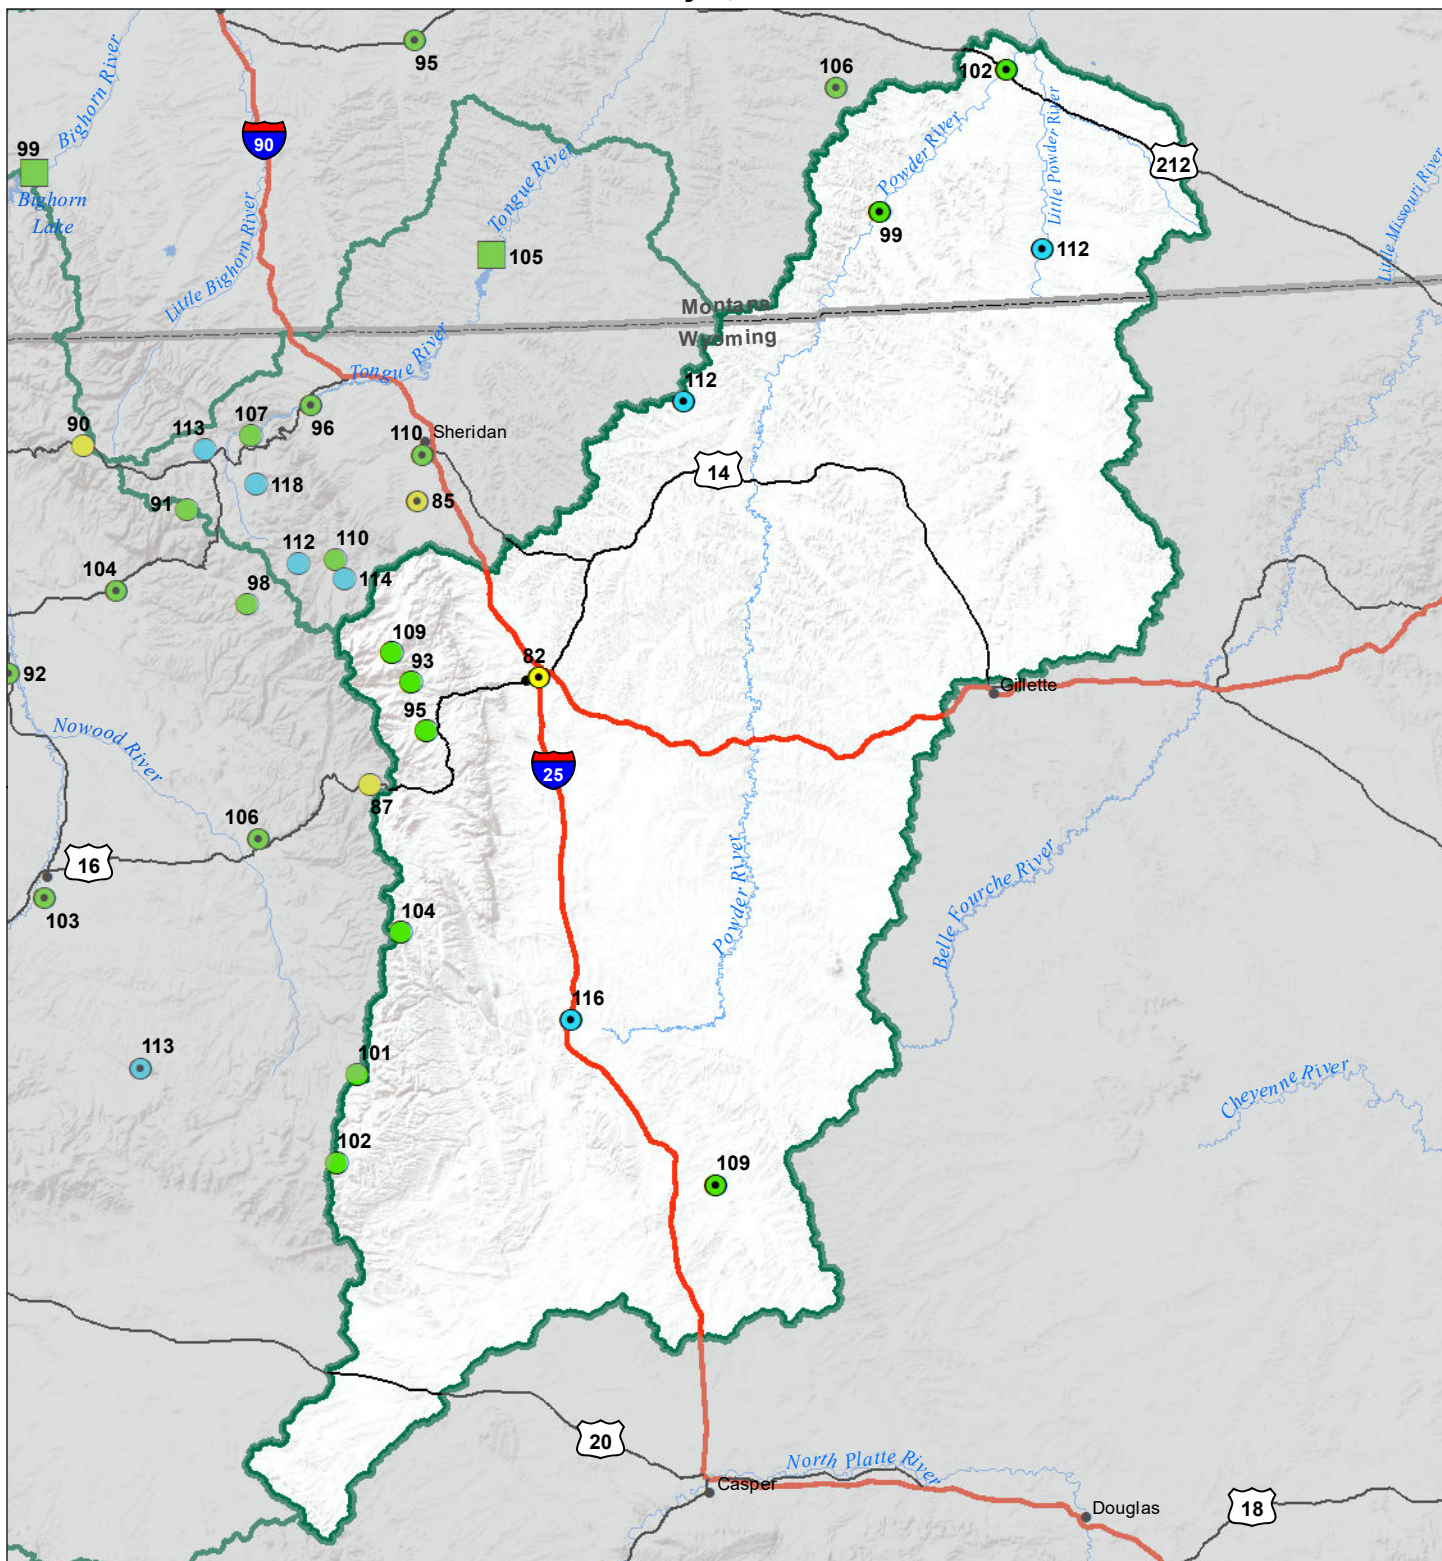 95
106
102
Bighorn River
90
99
Bighorn
Lake
Tongue River
Powder River
Little Powder River
212
Little Missouri River
99
112
105
Little Bighorn River
Montana
Wyoming
Tongue River
112
90
113
107
96
110
Sheridan
14
118
85
91
112
110
114
104
98
109
93
82
92
Gillette
95
Nowood River
25
87
106
16
103
Powder River
Belle Fourche River
104
116
113
101
Cheyenne River
102
109
20
North Platte River
Casper
Douglas
18